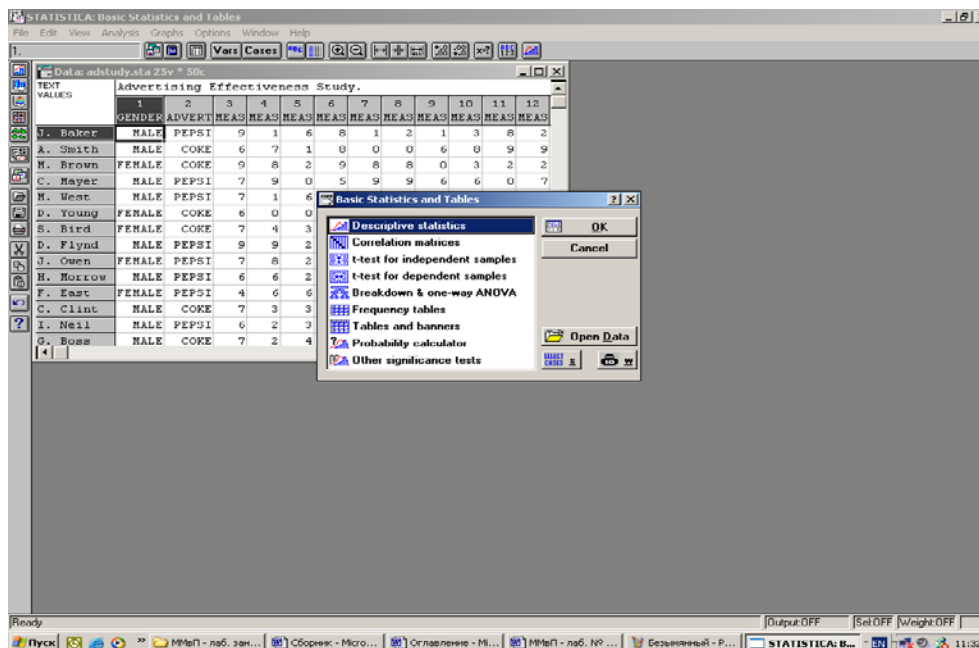 STATISTICA: Basic Statistics and Tables
File Edit View Analysis Graphs Options Window Help
1. Vars Cases
Data: adstudy.sta 25v * 50c
TEXT VALUES Advertising Effectiveness Study.
1 2 3 4 5 6 7 8 9 10 11 12
GENDER ADVERT MEAS MEAS MEAS MEAS MEAS MEAS MEAS MEAS MEAS MEAS
J. Baker MALE PEPSI 9 1 6 8 1 2 1 3 8 2
A. Smith MALE COKE 6 7 1 8 0 0 6 8 9 9
M. Brown FEMALE COKE 9 8 2 9 8 8 0 3 2 2
C. Mayer MALE PEPSI 7 9 0 5 9 9 6 6 0 7
M. West MALE PEPSI 7 1 6
D. Young FEMALE COKE 6 0 0
S. Bird FEMALE COKE 7 4 3
D. Flynd MALE PEPSI 9 9 2
J. Owen FEMALE PEPSI 7 8 2
H. Morrow MALE PEPSI 6 6 2
F. East FEMALE PEPSI 4 6 6
C. Clint MALE COKE 7 3 3
I. Neil MALE PEPSI 6 2 3
G. Boss MALE COKE 7 2 4
Basic Statistics and Tables
Descriptive statistics
Correlation matrices
t-test for independent samples
t-test for dependent samples
Breakdown & one-way ANOVA
Frequency tables
Tables and banners
Probability calculator
Other significance tests
OK
Cancel
Open Data
SELECT CASES S
W
Ready
Output:OFF Sel:OFF Weight:OFF
Пуск » ММвП - лаб. зан... Сборник - Micro... Оглавление - Mi... ММвП - лаб. № ... Безымянный - P... STATISTICA: B... EN 11:32